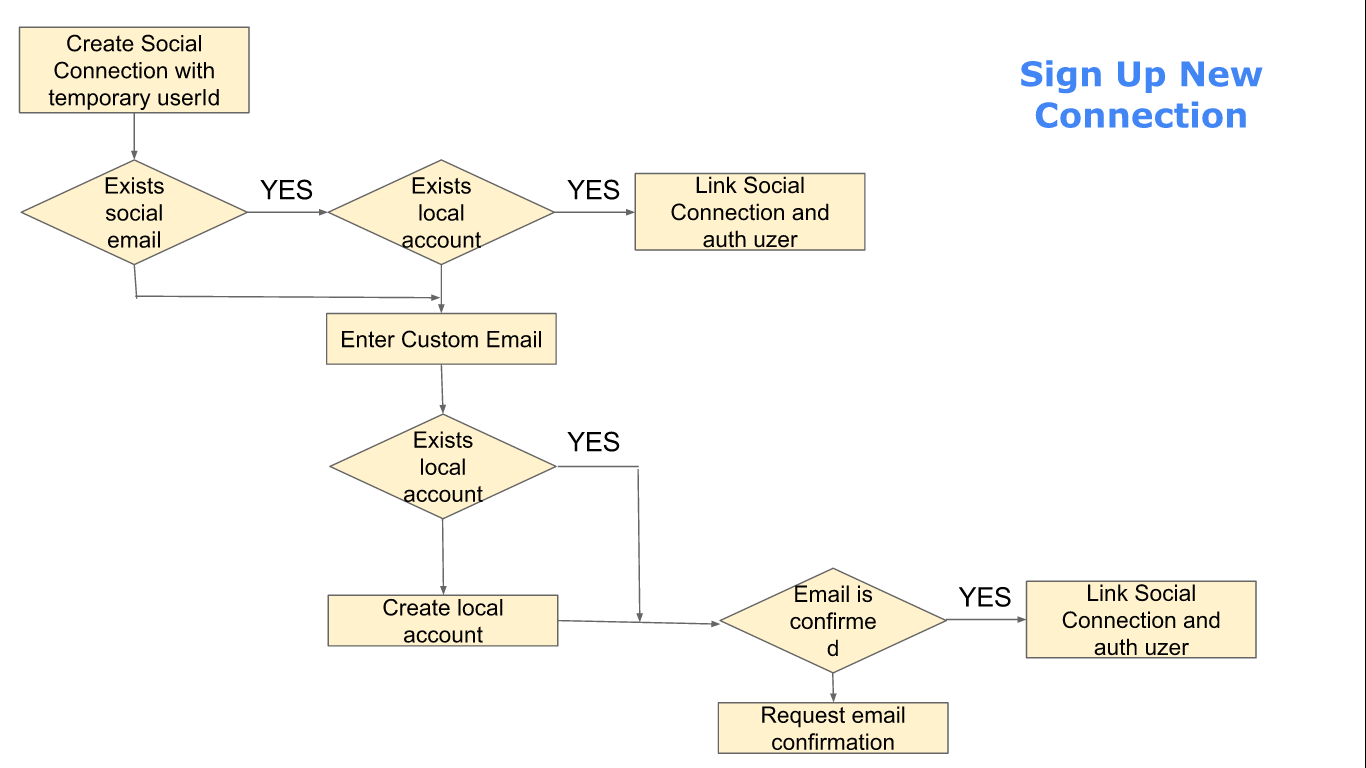 Create Social
Connection with
temporary userId
Sign Up New
Connection
Exists
social
email
YES
Exists
local
account
YES
Link Social
Connection and
auth uzer
Enter Custom Email
Exists
local
account
YES
Create local
account
Email is
confirme
d
YES
Link Social
Connection and
auth uzer
Request email
confirmation